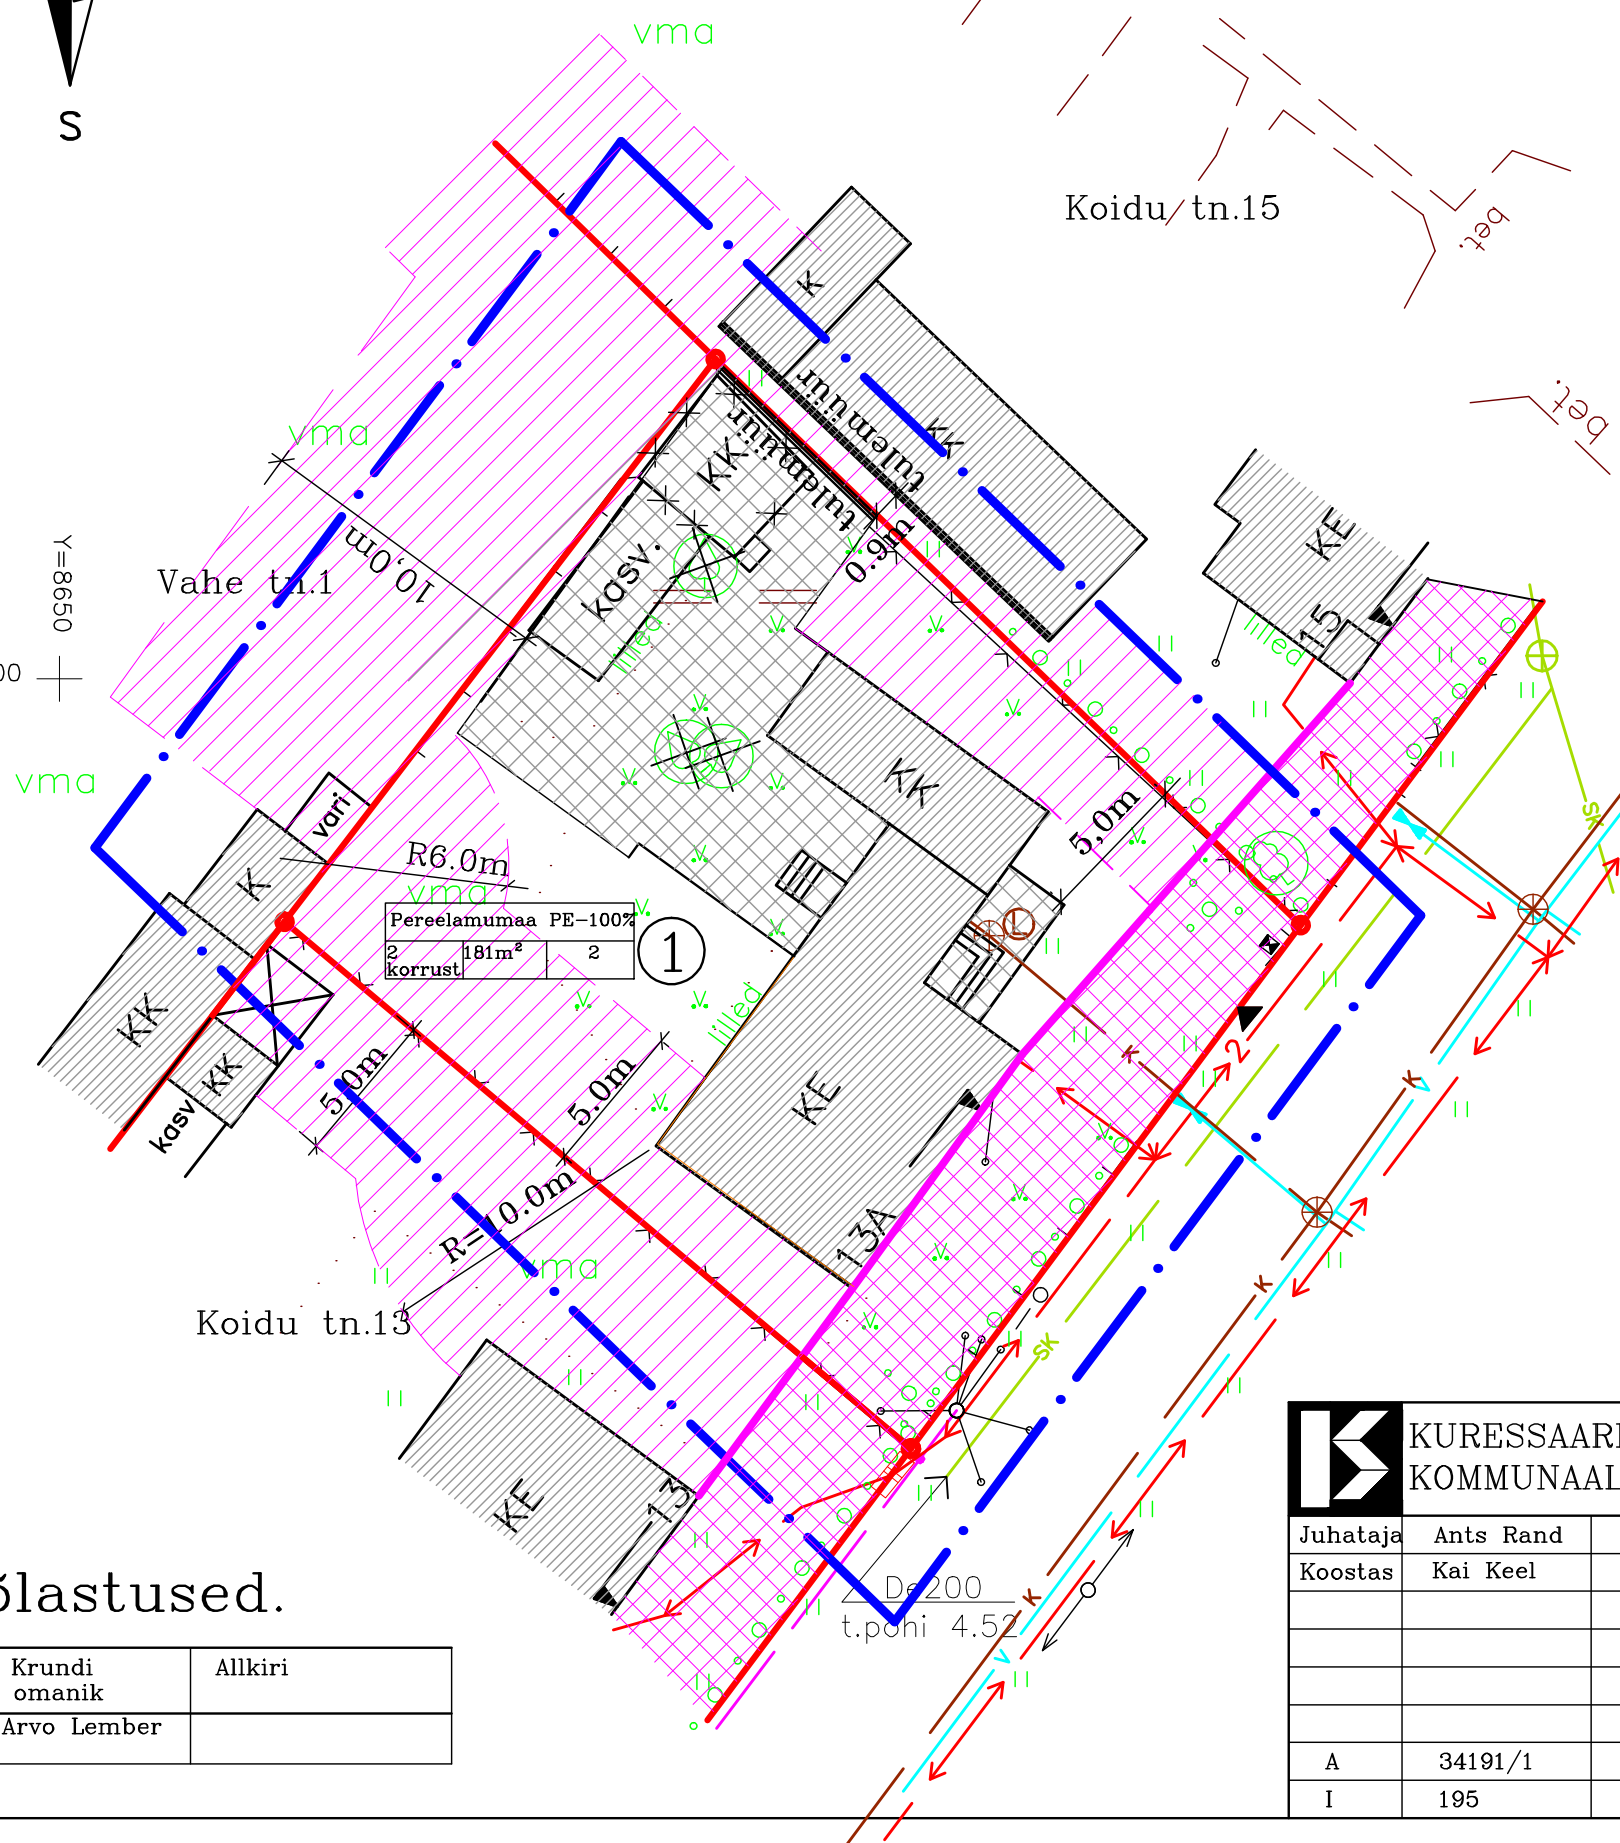 vma
S
Koidu tn.15
bet.
K
tulemüür
KK
tulemüür
KK
bet.
vma
10,0m
Y=8650
Vahe tn.1
kasv.
0.6m
lilled
KE
15
lilled
00
vma
vari
KK
5,0m
SK
R6.0m
vma
K
Pereelamumaa PE-100%
2 korrust 181m² 2
1
L
lilled
KK
KK
kasv
5.0m
5.0m
KE
2
K
K
V
R=10.0m
13A
vma
K
Koidu tn.13
SK
KE
13
De200
t.põhi 4.52
K
V
KURESSAARE
KOMMUNAAL
Juhataja Ants Rand
Koostas Kai Keel
A 34191/1
I 195
õlastused.
Krundi omanik Allkiri
Arvo Lember